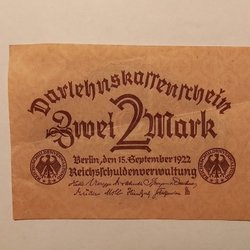 Darlehnskassenschein
Zwei 2 Mark
Berlin, den 15. September 1922
Reichsschuldenverwaltung